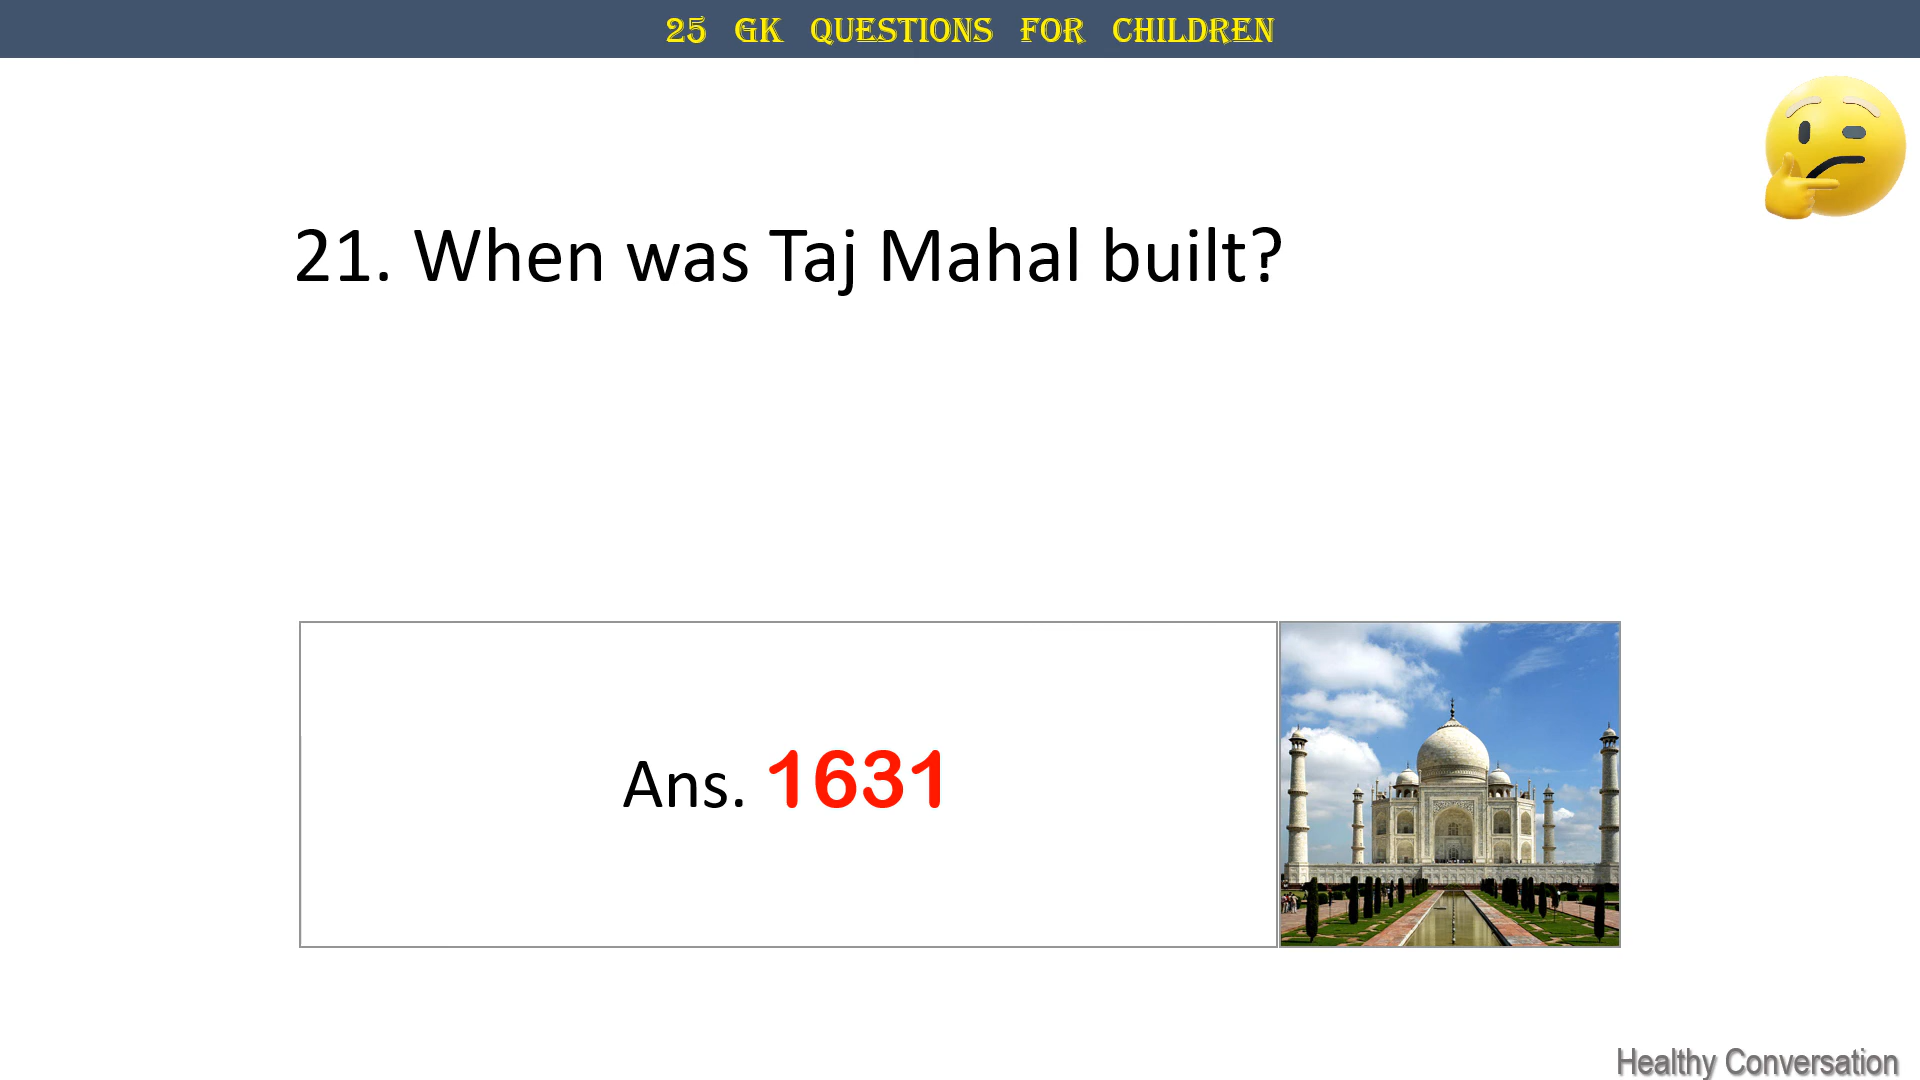 25 GK QUESTIONS FOR CHILDREN
21. When was Taj Mahal built?
Ans. 1631
Healthy Conversation